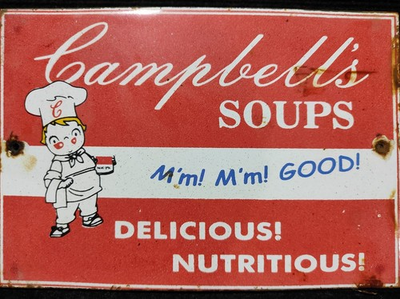 Campbell's
SOUPS
M'm! M'm! GOOD!
DELICIOUS!
NUTRITIOUS!